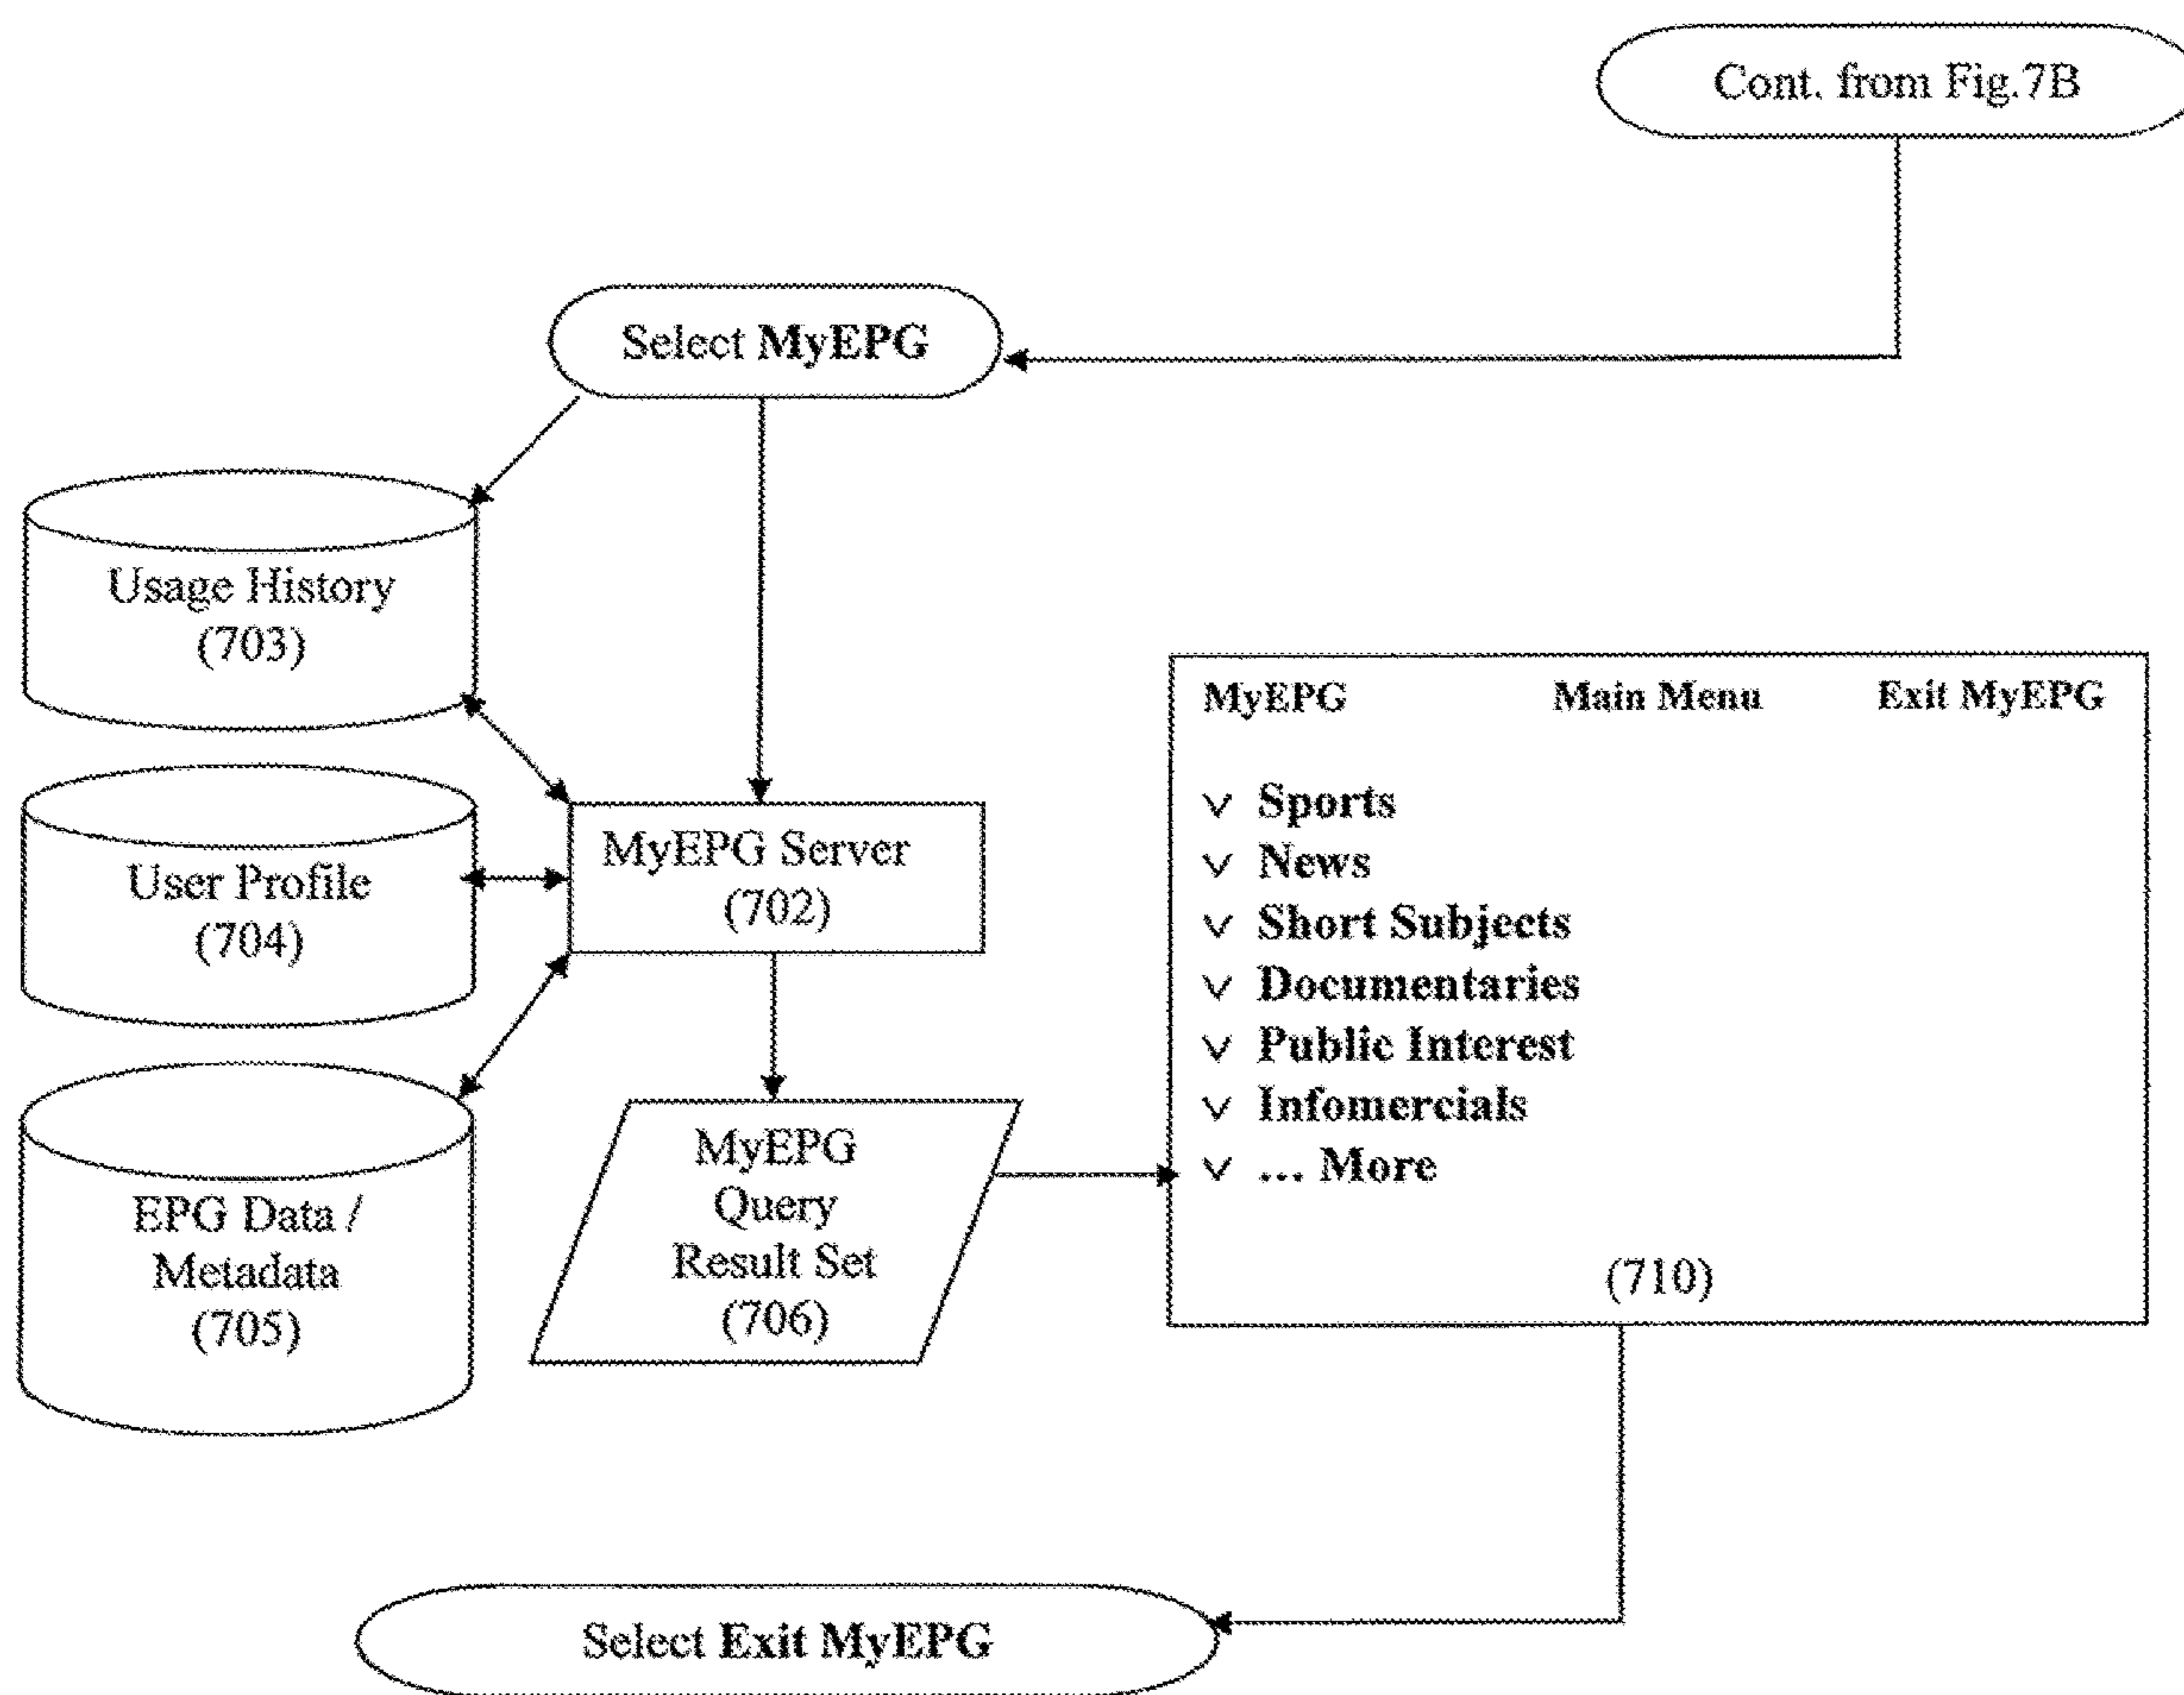 Cont. from Fig.7B
Select MyEPG
Usage History
(703)
User Profile
(704)
EPG Data /
Metadata
(705)
MyEPG Server
(702)
MyEPG
Query
Result Set
(706)
MyEPG Main Menu Exit MyEPG
v Sports
v News
v Short Subjects
v Documentaries
v Public Interest
v Infomercials
v ... More
(710)
Select Exit MyEPG